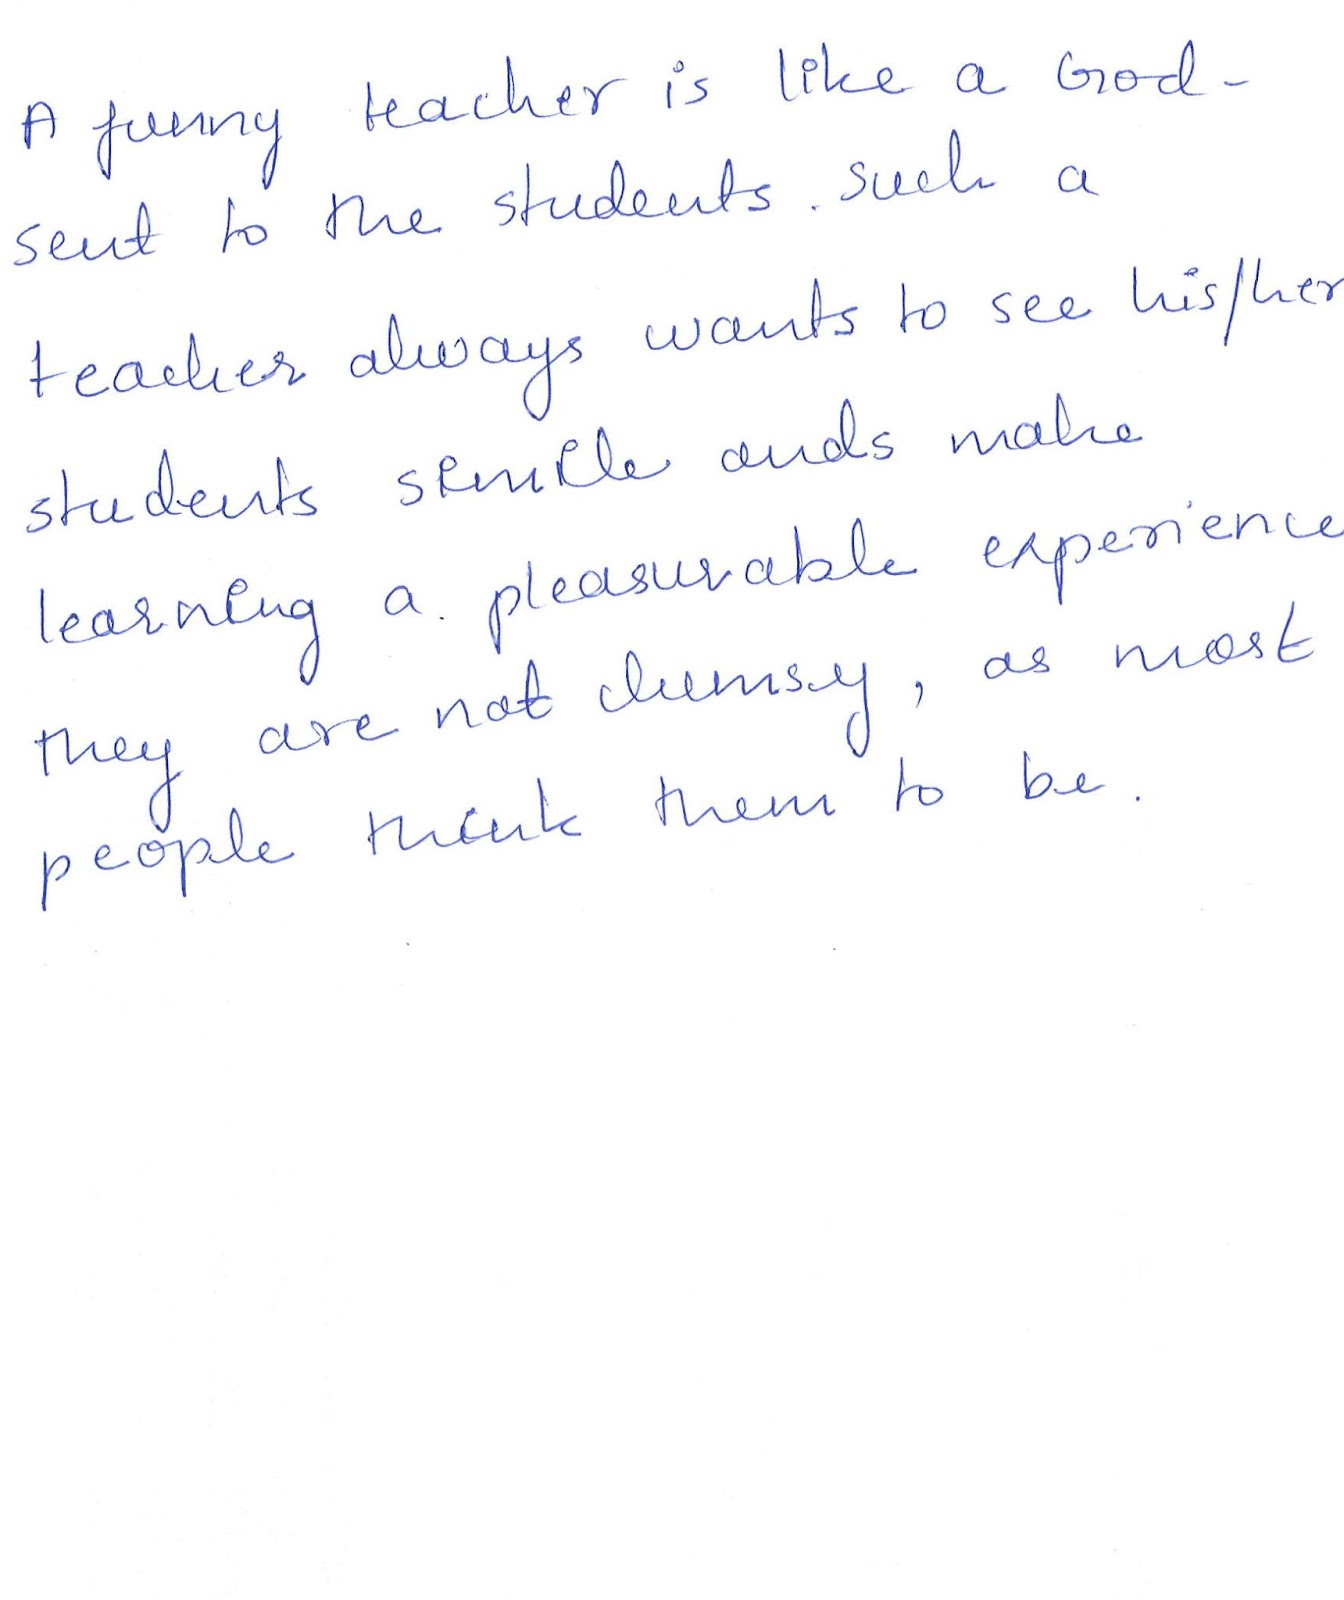 A funny teacher is like a God-
sent to the students. such a
teacher always wants to see his/her
students smile ands make
learning a pleasurable experience
they are not clumsy, as most
people think them to be.